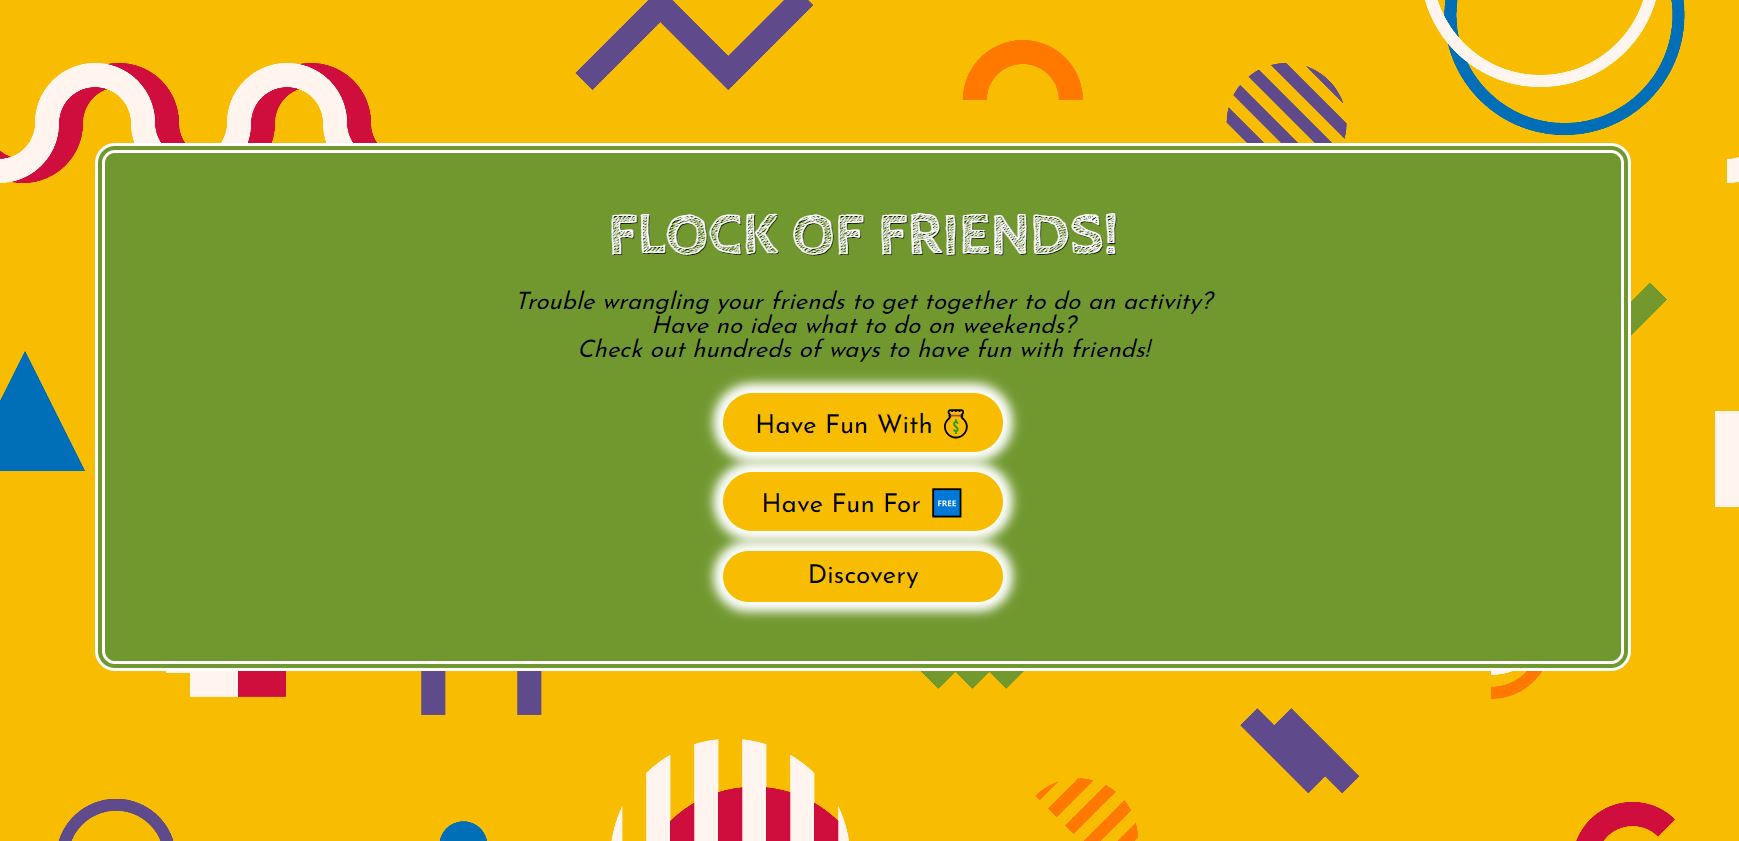 FLOCK OF FRIENDS!
Trouble wrangling your friends to get together to do an activity?
Have no idea what to do on weekends?
Check out hundreds of ways to have fun with friends!
Have Fun With 💰
Have Fun For 🆓
Discovery